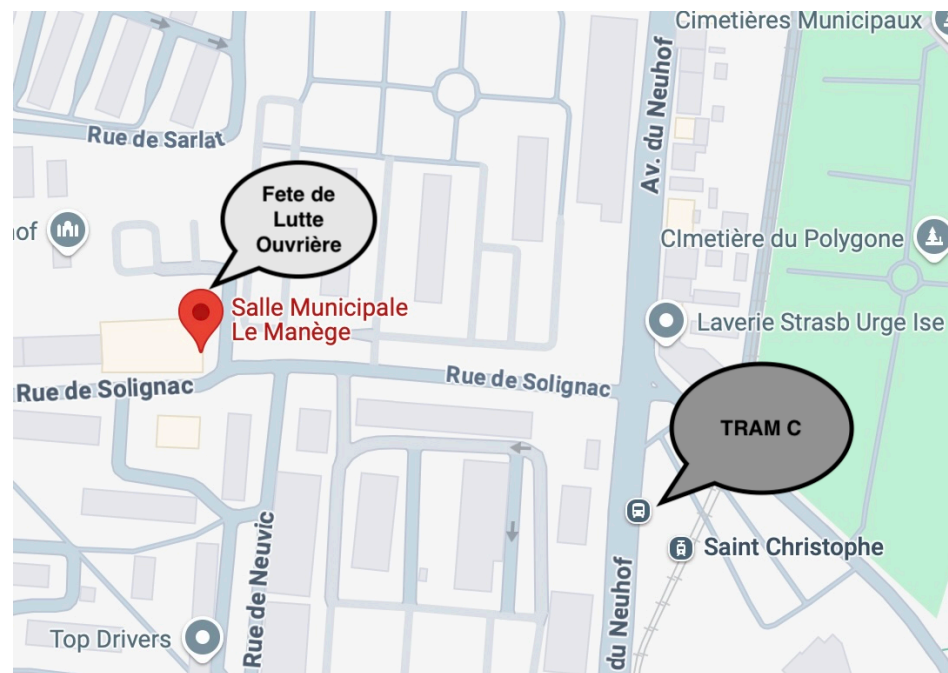 Cimetières Municipaux
Rue de Sarlat
Av. du Neuhof
Fete de
Lutte
Ouvrière
of
CImetière du Polygone
Salle Municipale
Le Manège
Laverie Strasb Urge Ise
Rue de Solignac
Rue de Solignac
TRAM C
Saint Christophe
Rue de Neuvic
du Neuhof
Top Drivers